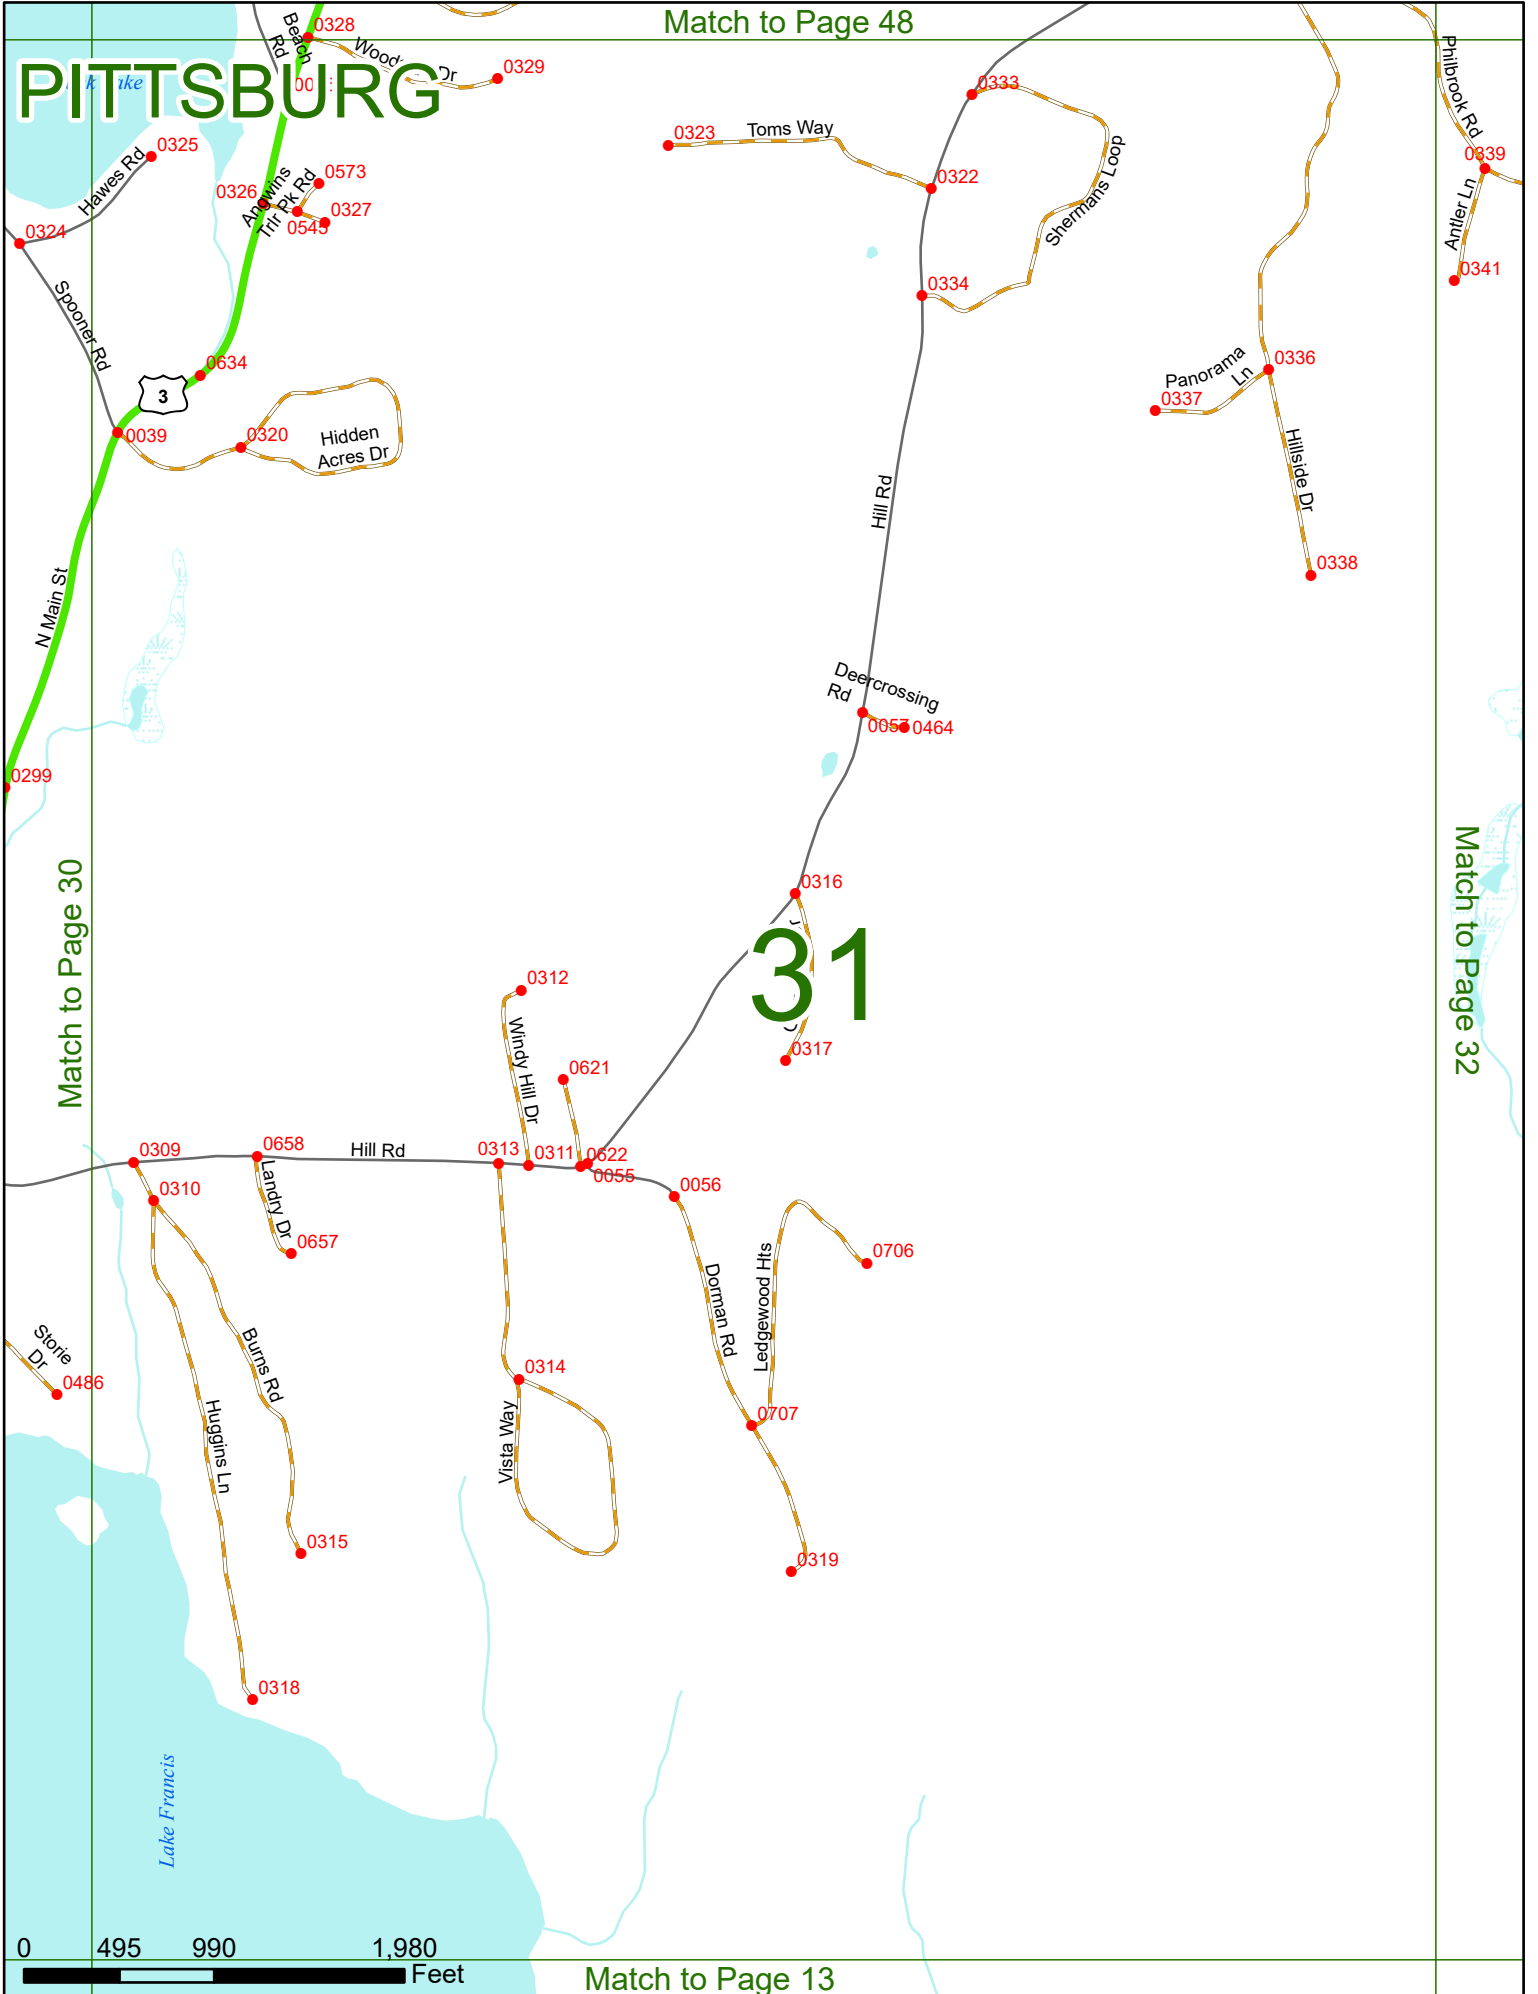 Match to Page 48
PITTSBURG
Beach
Rd
0328
Dr
0329
0325
Hawes Rd
0324
0326
Angwins
Trlr Pk Rd
0573
0327
0545
Spooner Rd
0634
3
0039
0320
Hidden
Acres Dr
N Main St
0299
0323
Toms Way
0322
0333
Shermans Loop
0334
Philbrook Rd
0339
Antler Ln
0341
Panorama
Ln
0336
0337
Hillside Dr
0338
Hill Rd
Deercrossing
Rd
0057
0464
Match to Page 30
Match to Page 32
0316
31
0317
0312
Windy Hill Dr
0621
0309
0658
Hill Rd
0313
0311
0622
0055
0056
0310
Landry Dr
0657
0706
Ledgewood Hts
Dorman Rd
Storie
Dr
0486
Burns Rd
Huggins Ln
0314
Vista Way
0707
0315
0319
0318
Lake Francis
0 495 990 1,980
Feet
Match to Page 13